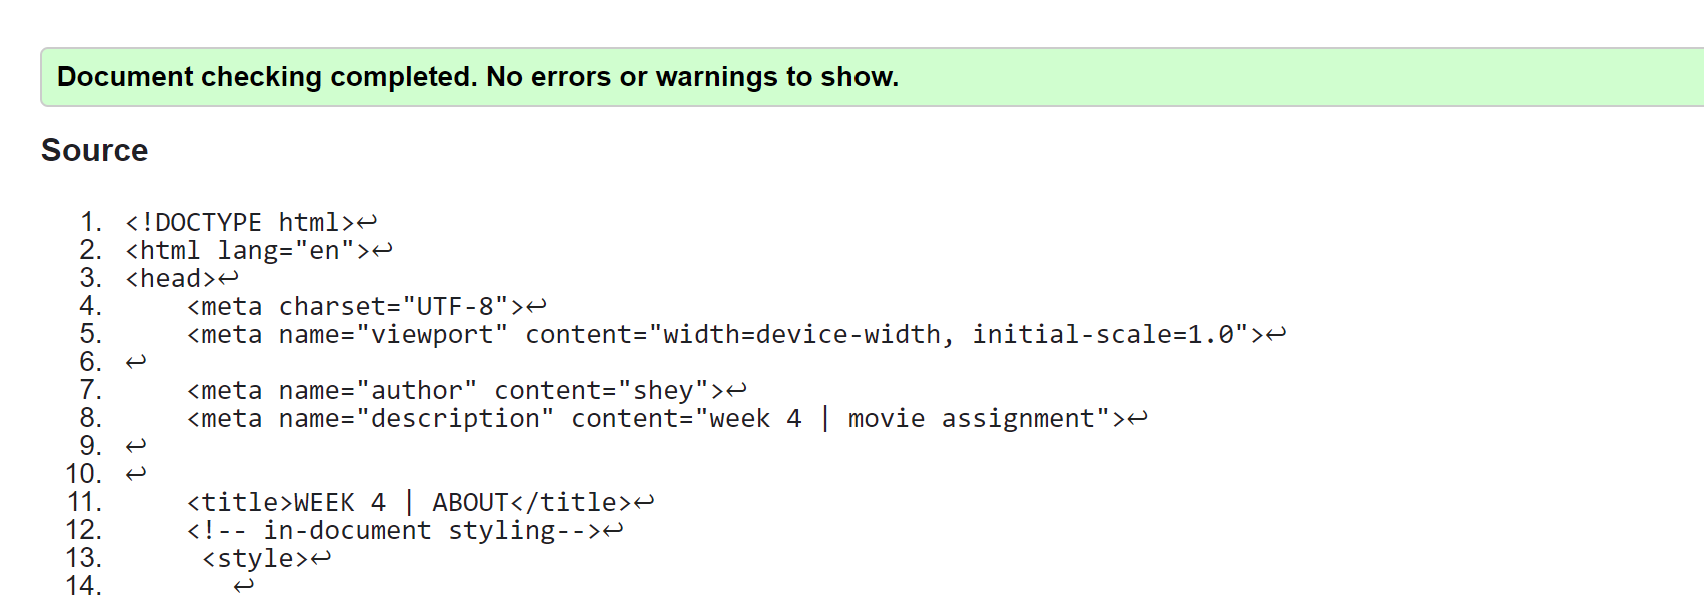 Document checking completed. No errors or warnings to show.
Source
1. <!DOCTYPE html>↩
2. <html lang="en">↩
3. <head>↩
4.     <meta charset="UTF-8">↩
5.     <meta name="viewport" content="width=device-width, initial-scale=1.0">↩
6. ↩
7.     <meta name="author" content="shey">↩
8.     <meta name="description" content="week 4 | movie assignment">↩
9. ↩
10. ↩
11.     <title>WEEK 4 | ABOUT</title>↩
12.     <!-- in-document styling-->↩
13.      <style>↩
14.        ↩